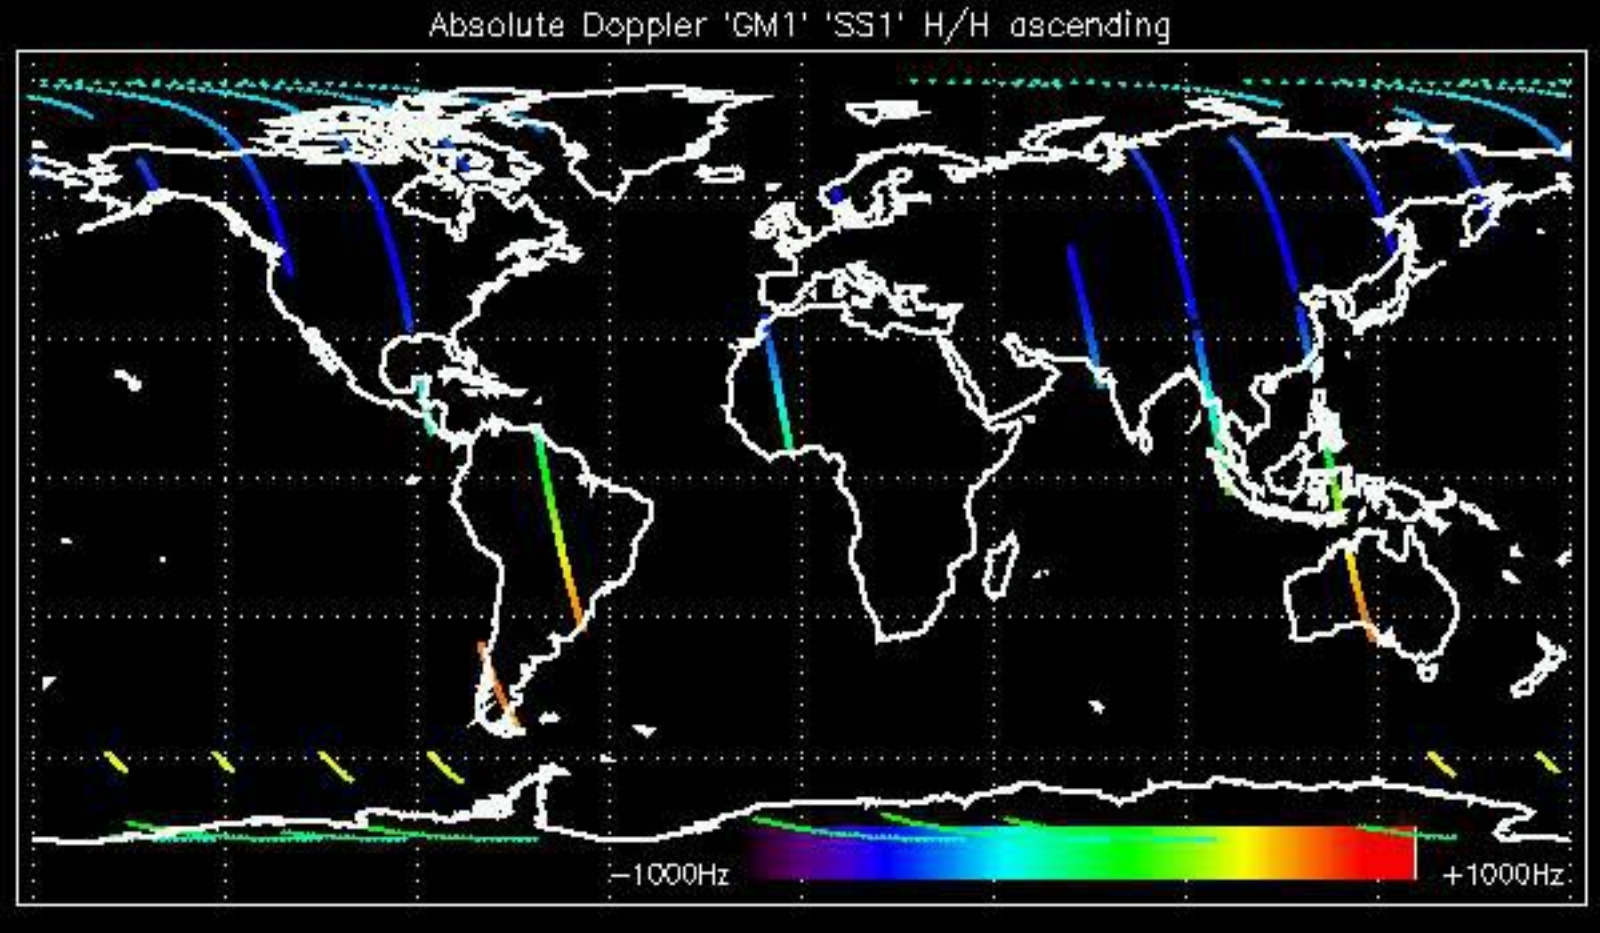 Absolute Doppler 'GM1' 'SS1' H/H ascending
−1000Hz +1000Hz